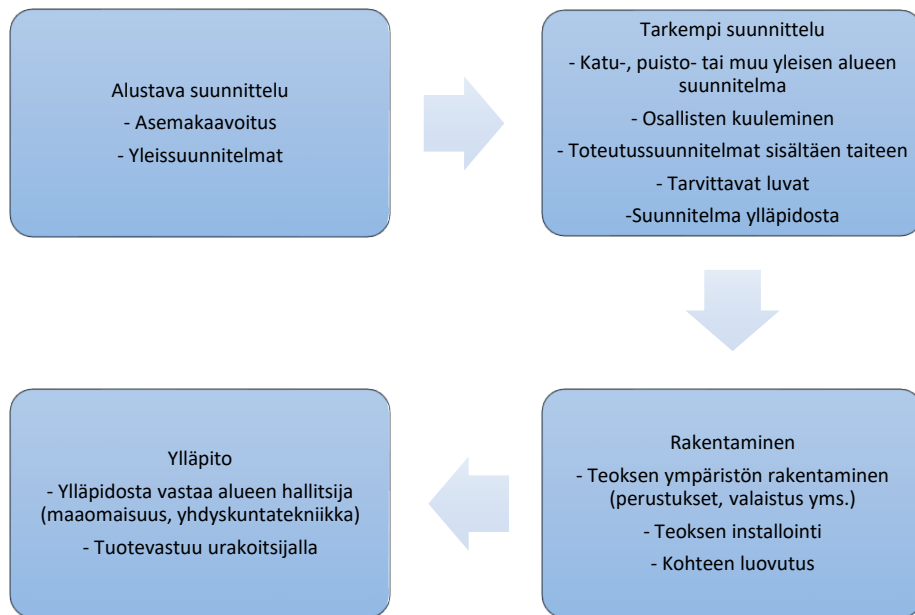 Alustava suunnittelu
- Asemakaavoitus
- Yleissuunnitelmat
Tarkempi suunnittelu
- Katu-, puisto- tai muu yleisen alueen
suunnitelma
- Osallisten kuuleminen
- Toteutussuunnitelmat sisältäen taiteen
- Tarvittavat luvat
-Suunnitelma ylläpidosta
Rakentaminen
- Teoksen ympäristön rakentaminen
(perustukset, valaistus yms.)
- Teoksen installointi
- Kohteen luovutus
Ylläpito
- Ylläpidosta vastaa alueen hallitsija
(maaomaisuus, yhdyskuntatekniikka)
- Tuotevastuu urakoitsijalla